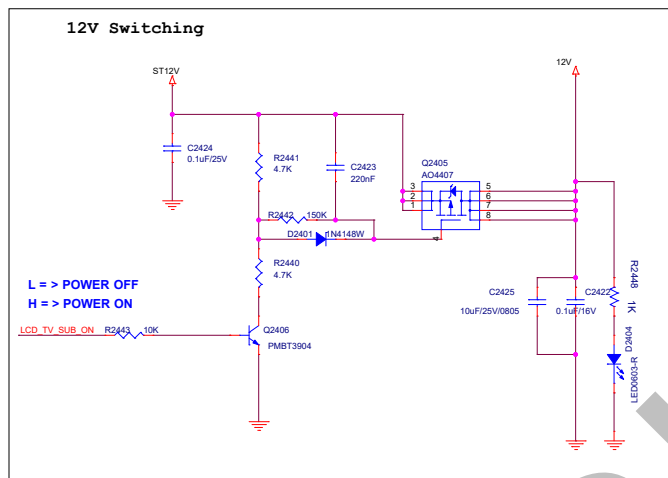 12V Switching
ST12V
12V
C2424
0.1uF/25V
R2441
4.7K
C2423
220nF
Q2405
AO4407
3
2
1
5
6
7
8
4
R2442 150K
D2401 1N4148W
R2440
4.7K
L = > POWER OFF
H = > POWER ON
LCD_TV_SUB_ON R2443 10K
Q2406
PMBT3904
C2425
10uF/25V/0805
C2422
0.1uF/16V
R2448
1K
D2404
LED0603-R